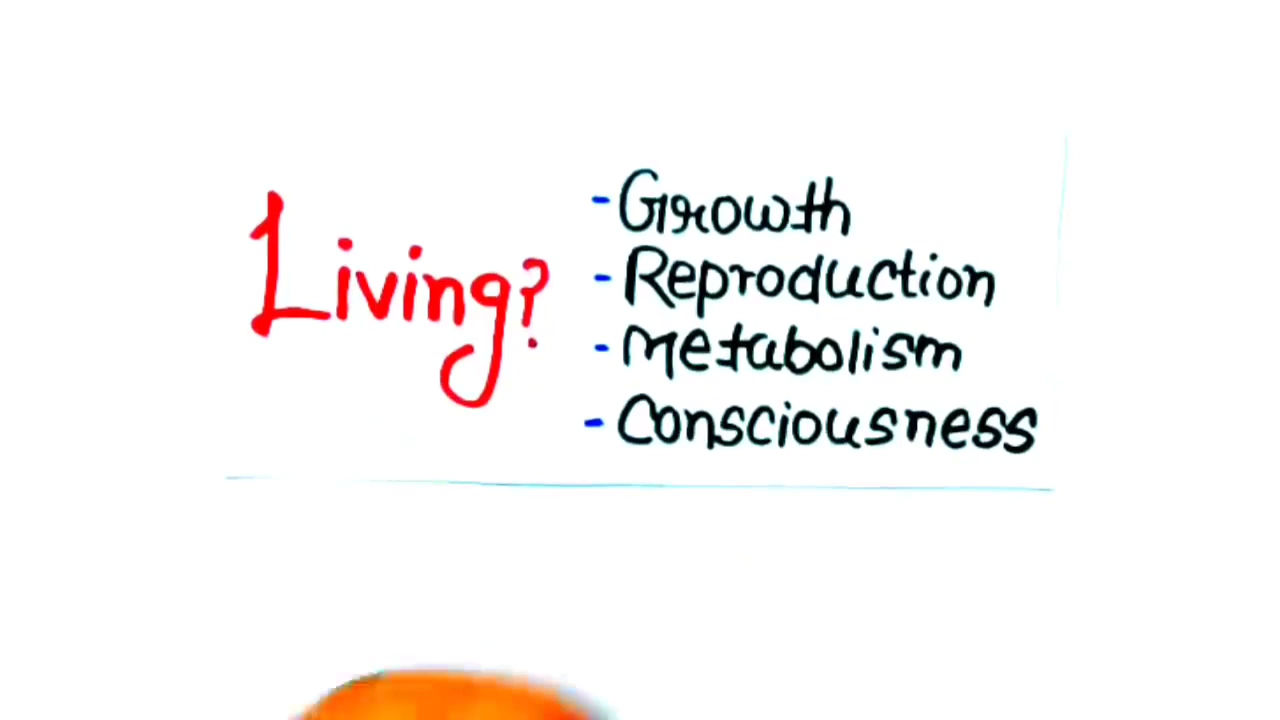 Living?
- Growth
- Reproduction
- Metabolism
- Consciousness